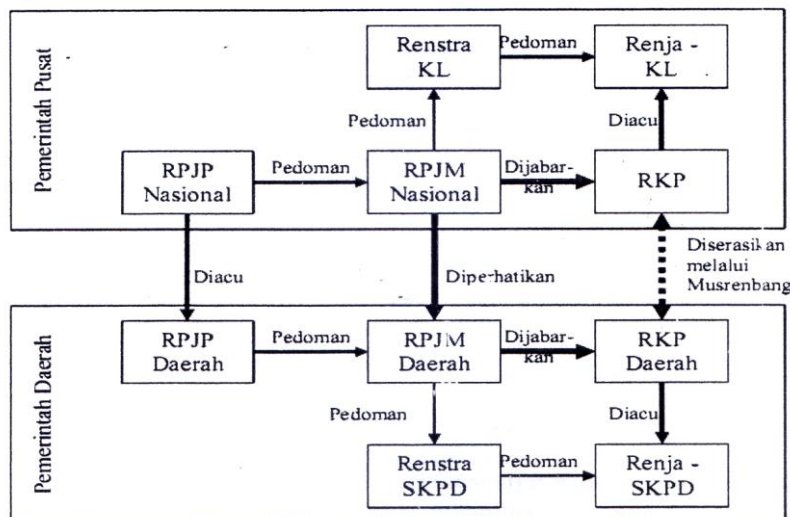 Pemerintah Pusat
Renstra
KL
Pedoman
Renja -
KL
Pedoman
Diacu
RPJP
Nasional
Pedoman
RPJM
Nasional
Dijabar-
kan
RKP
Diacu
Diperhatikan
Diserasikan
melalui
Musrenbang
Pemerintah Daerah
RPJP
Daerah
Pedoman
RPJM
Daerah
Dijabar-
kan
RKP
Daerah
Pedoman
Diacu
Renstra
SKPD
Pedoman
Renja -
SKPD